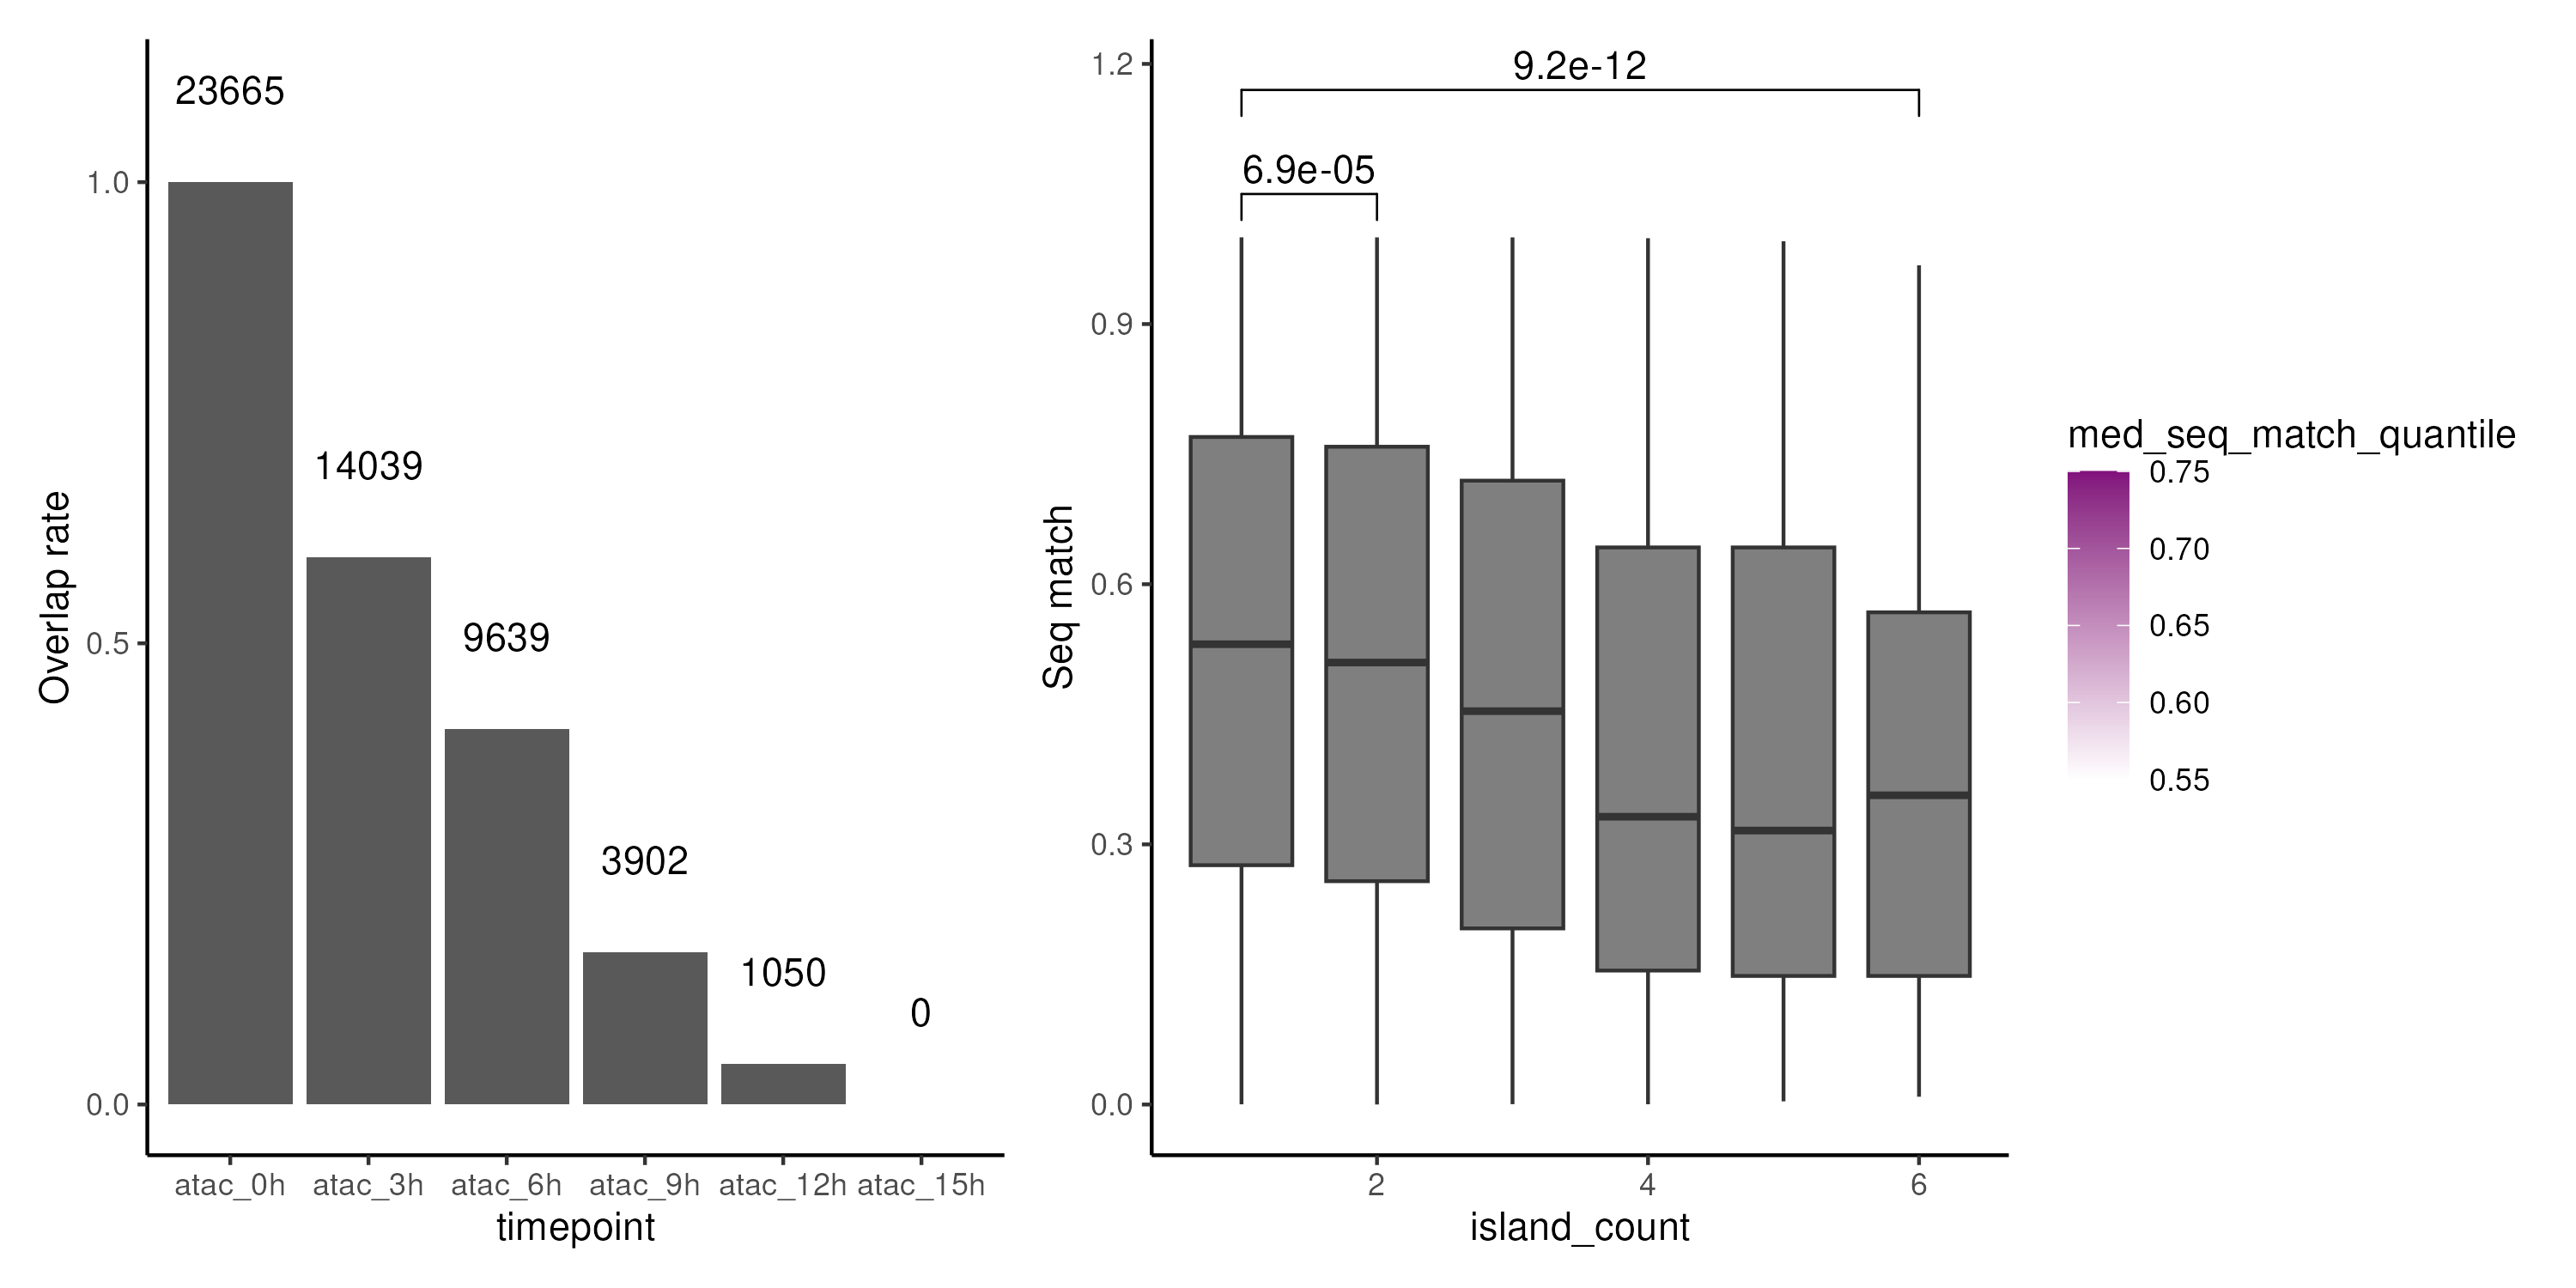 23665
14039
9639
3902
1050
0
1.0
0.5
0.0
Overlap rate
atac_0h atac_3h atac_6h atac_9h atac_12h atac_15h
timepoint
9.2e-12
6.9e-05
1.2
0.9
0.6
0.3
0.0
Seq match
2 4 6
island_count
med_seq_match_quantile
0.75
0.70
0.65
0.60
0.55